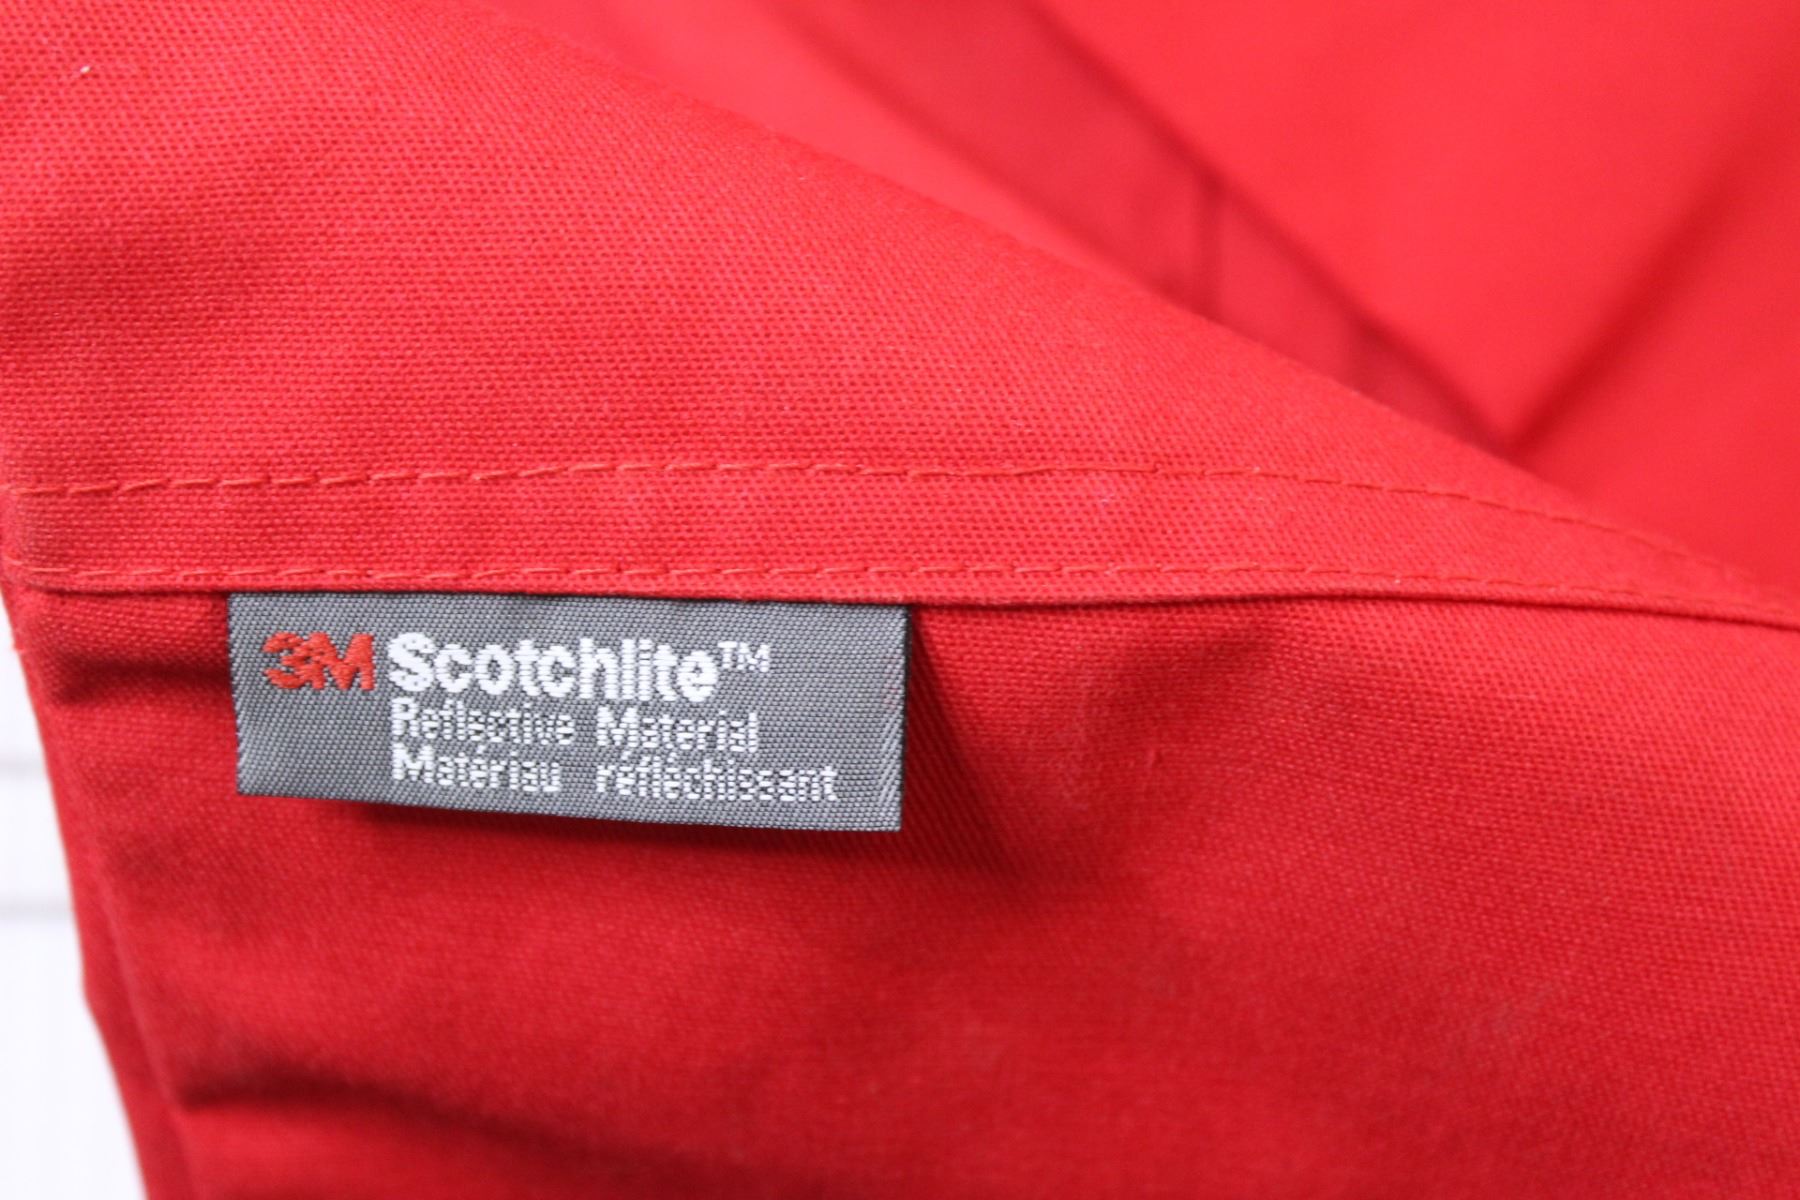 3M Scotchlite™
Reflective Material
Matériau réfléchissant